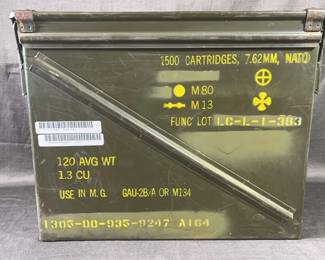 1500 CARTRIDGES, 7.62MM, NATO
M80
M13
FUNC LOT LC-L-1-383
120 AVG WT
1.3 CU
USE IN M.G. GAU-2B/A OR M134
1305-00-935-9247 A164